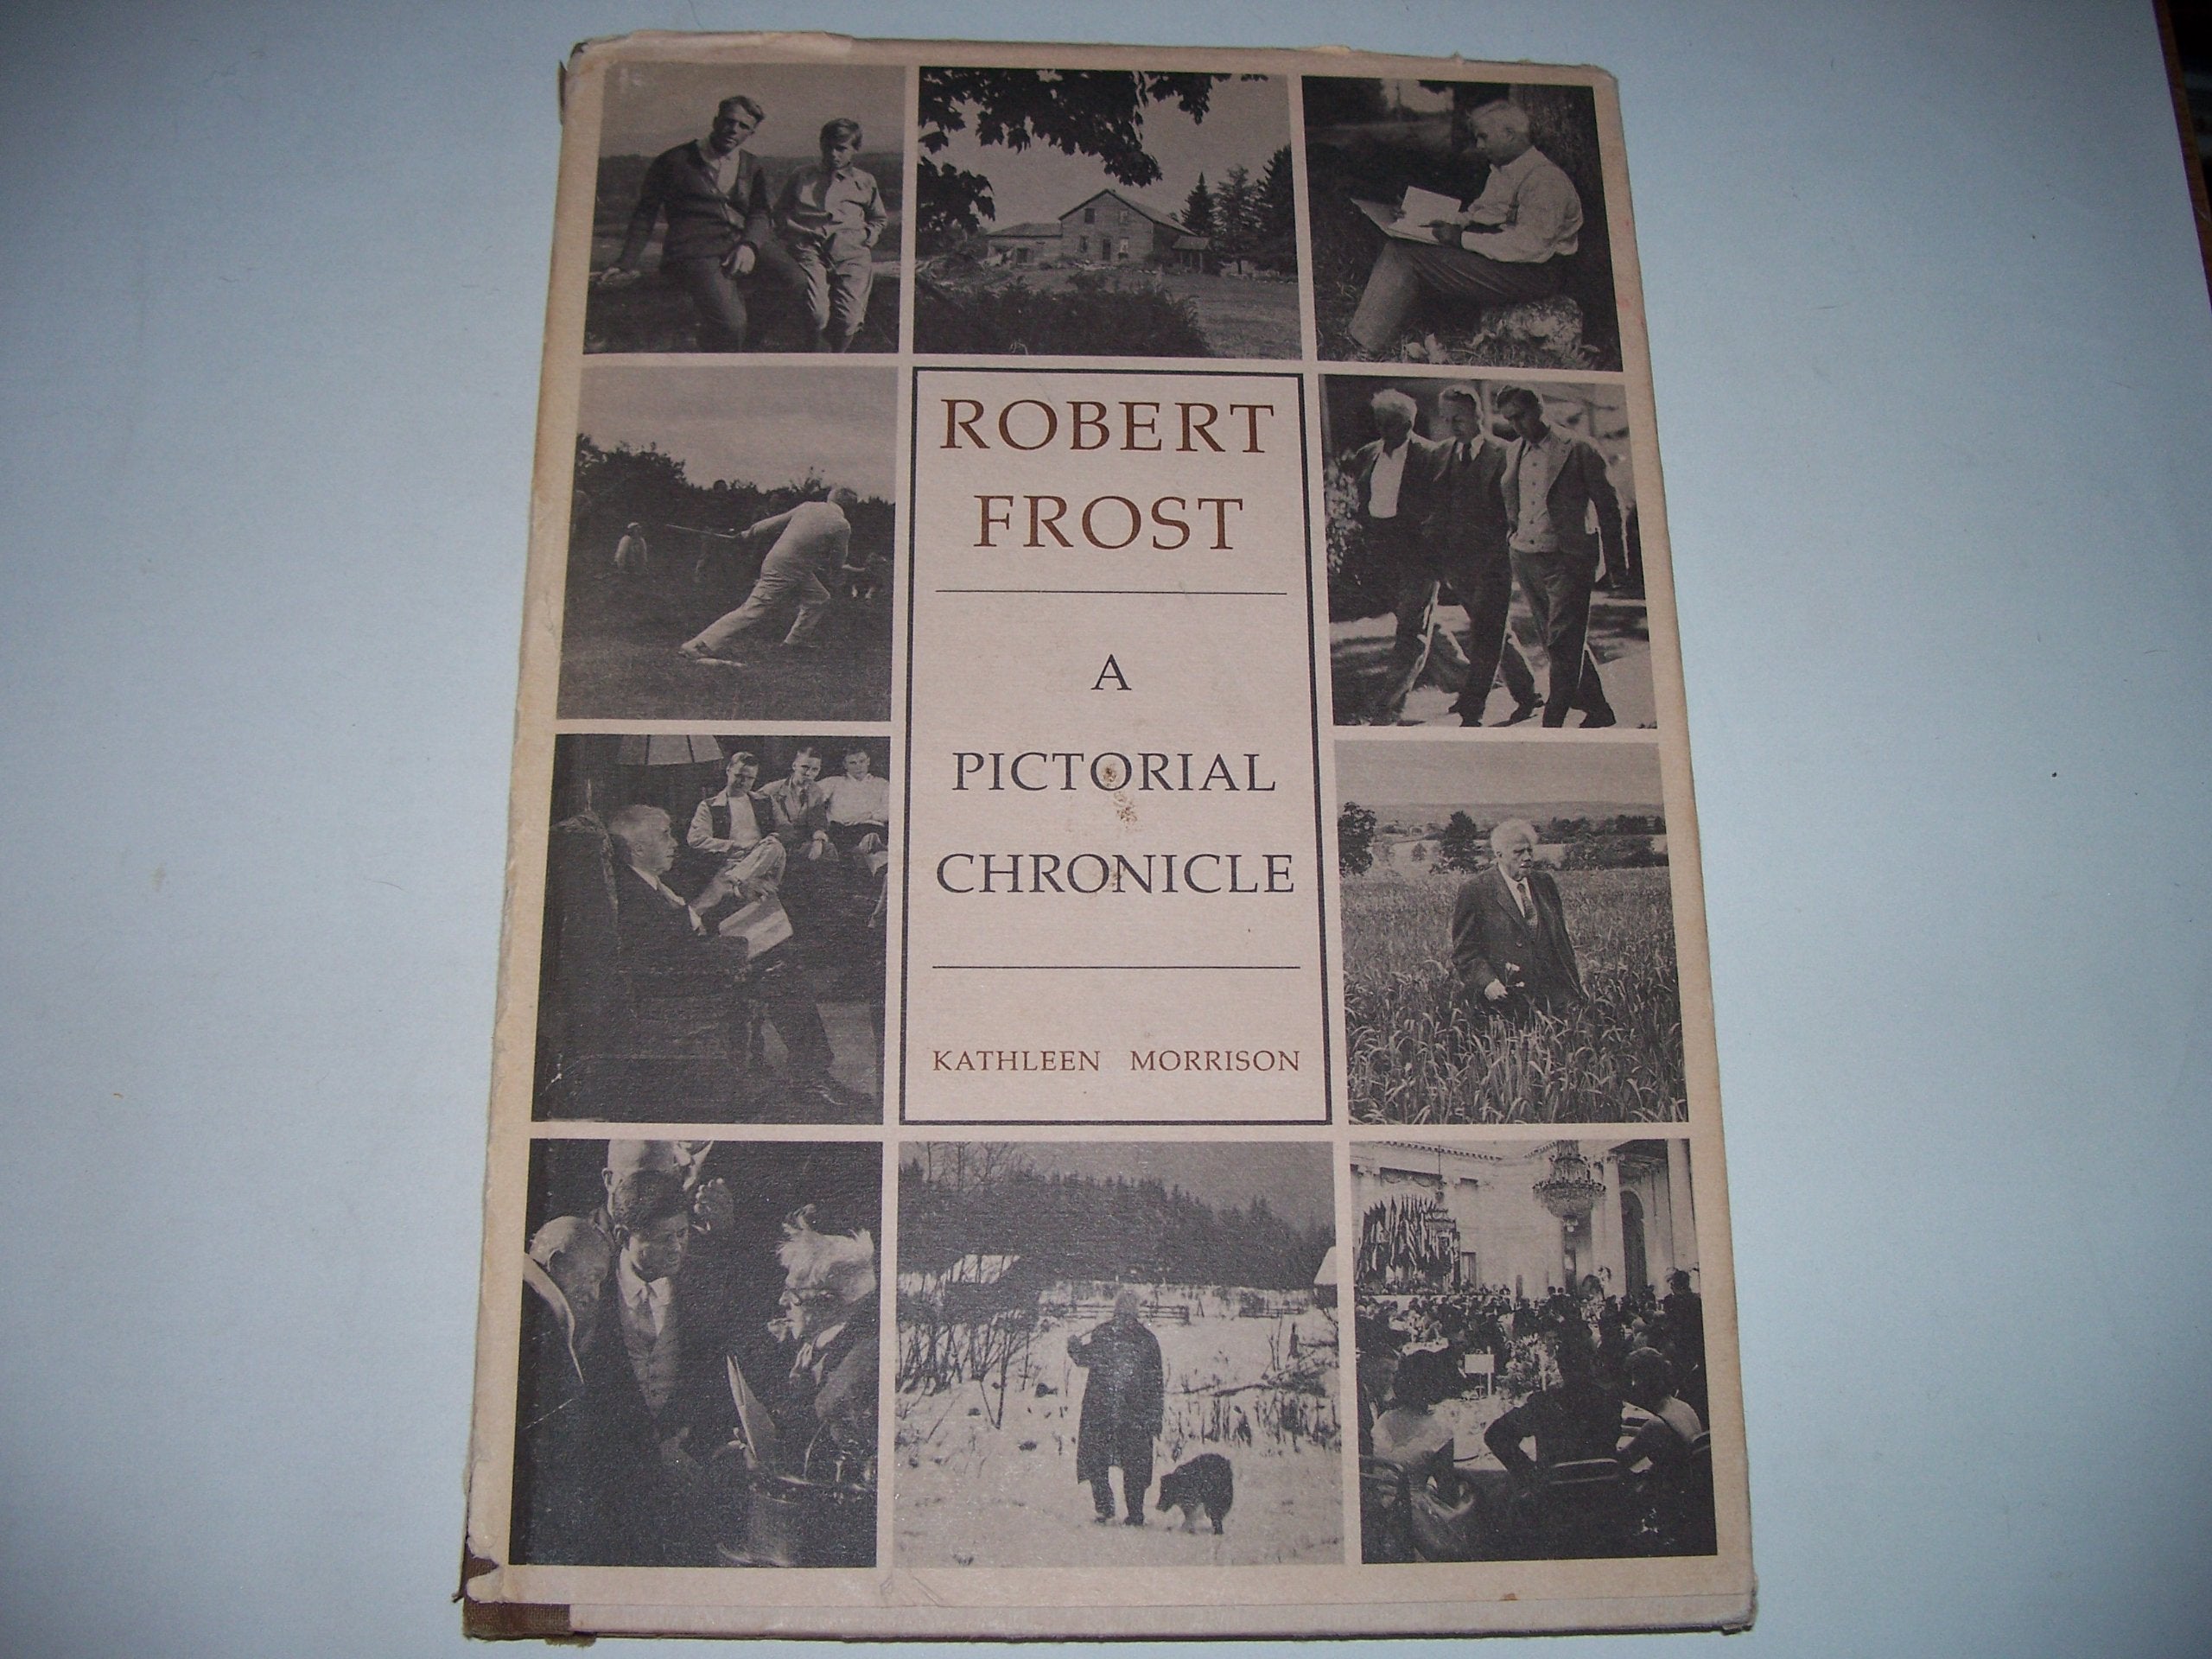 ROBERT
FROST
A
PICTORIAL
CHRONICLE
KATHLEEN MORRISON